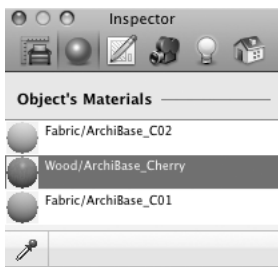 Inspector
Object's Materials
Fabric/ArchiBase_C02
Wood/ArchiBase_Cherry
Fabric/ArchiBase_C01